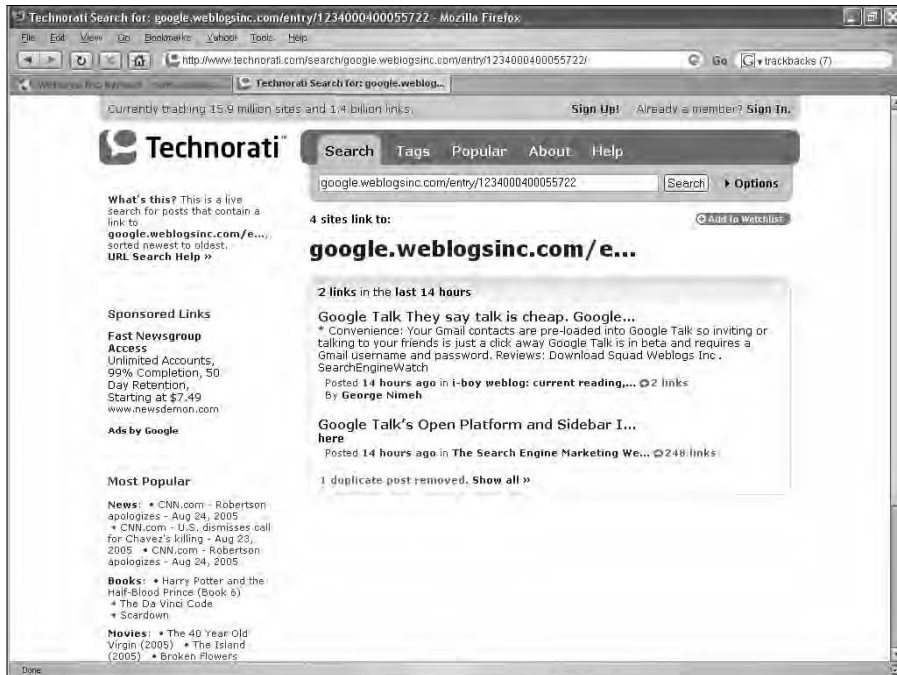 Technorati Search for: google.weblogsinc.com/entry/1234000400055722 - Mozilla Firefox
File Edit View Go Bookmarks Yahoo! Tools Help
http://www.technorati.com/search/google.weblogsinc.com/entry/1234000400055722/ Go trackbacks (7)
Technorati Search for: google.weblog...
Currently tracking 15.9 million sites and 1.4 billion links. Sign Up! Already a member? Sign In.
Technorati™
Search Tags Popular About Help
google.weblogsinc.com/entry/1234000400055722 Search Options
What's this? This is a live
search for posts that contain a
link to
google.weblogsinc.com/e...,
sorted newest to oldest.
URL Search Help »
4 sites link to: Add to Watchlist
google.weblogsinc.com/e...
2 links in the last 14 hours
Google Talk They say talk is cheap. Google...
* Convenience: Your Gmail contacts are pre-loaded into Google Talk so inviting or
talking to your friends is just a click away Google Talk is in beta and requires a
Gmail username and password. Reviews: Download Squad Weblogs Inc .
SearchEngineWatch
Posted 14 hours ago in i-boy weblog: current reading,... 2 links
By George Nimeh
Google Talk's Open Platform and Sidebar I...
here
Posted 14 hours ago in The Search Engine Marketing We... 248 links
1 duplicate post removed. Show all »
Sponsored Links
Fast Newsgroup
Access
Unlimited Accounts,
99% Completion, 50
Day Retention,
Starting at $7.49
www.newsdemon.com
Ads by Google
Most Popular
News: • CNN.com - Robertson
apologizes - Aug 24, 2005
• CNN.com - U.S. dismisses call
for Chavez's killing - Aug 23,
2005 • CNN.com - Robertson
apologizes - Aug 24, 2005
Books: • Harry Potter and the
Half-Blood Prince (Book 6)
• The Da Vinci Code
• Scardown
Movies: • The 40 Year Old
Virgin (2005) • The Island
(2005) • Broken Flowers
Done